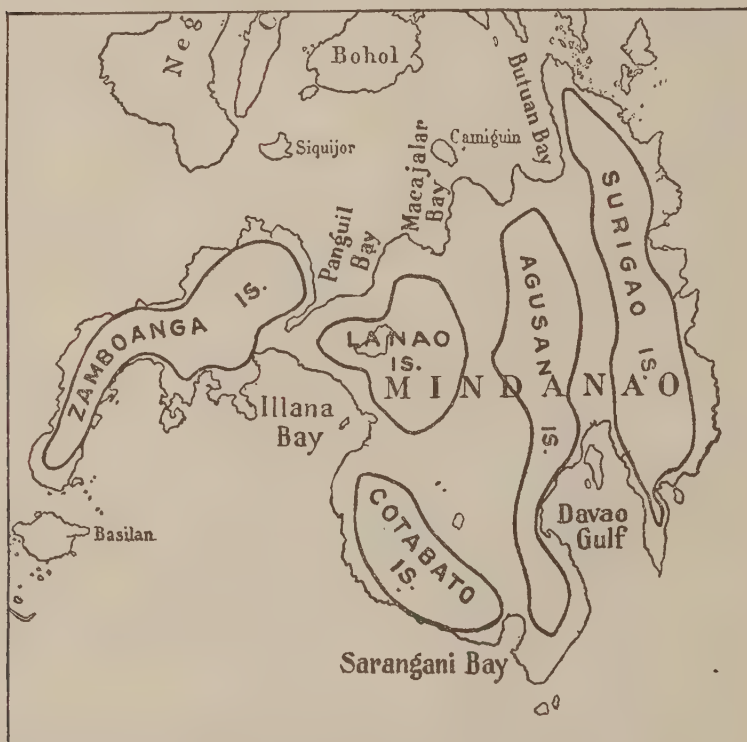 Neg
C
Bohol
Butuan Bay
Siquijor
Camiguin
Macajalar
Bay
Panguil
Bay
SURIGAO IS.
AGUSAN IS.
ZAMBOANGA IS.
LANAO
IS.
MINDANAO
Illana
Bay
COTABATO
IS.
Davao
Gulf
Basilan
Sarangani Bay